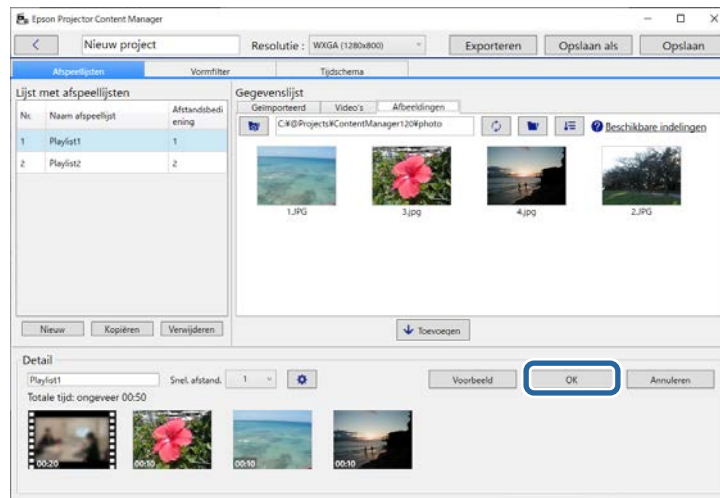 Epson Projector Content Manager
Nieuw project Resolutie : WXGA (1280x800) Exporteren Opslaan als Opslaan
Afspeellijsten Vormfilter Tijdschema
Lijst met afspeellijsten
Nr. Naam afspeellijst Afstandsbedi
ening
1 Playlist1 1
2 Playlist2 2
Nieuw Kopiëren Verwijderen
Gegevenslijst
Geïmporteerd Video's Afbeeldingen
C:¥@Projects¥ContentManager120¥photo Beschikbare indelingen
1.JPG 3.jpg 4.jpg 2.JPG
Toevoegen
Detail
Playlist1 Snel. afstand. 1 Voorbeeld OK Annuleren
Totale tijd: ongeveer 00:50
00:20 00:10 00:10 00:10